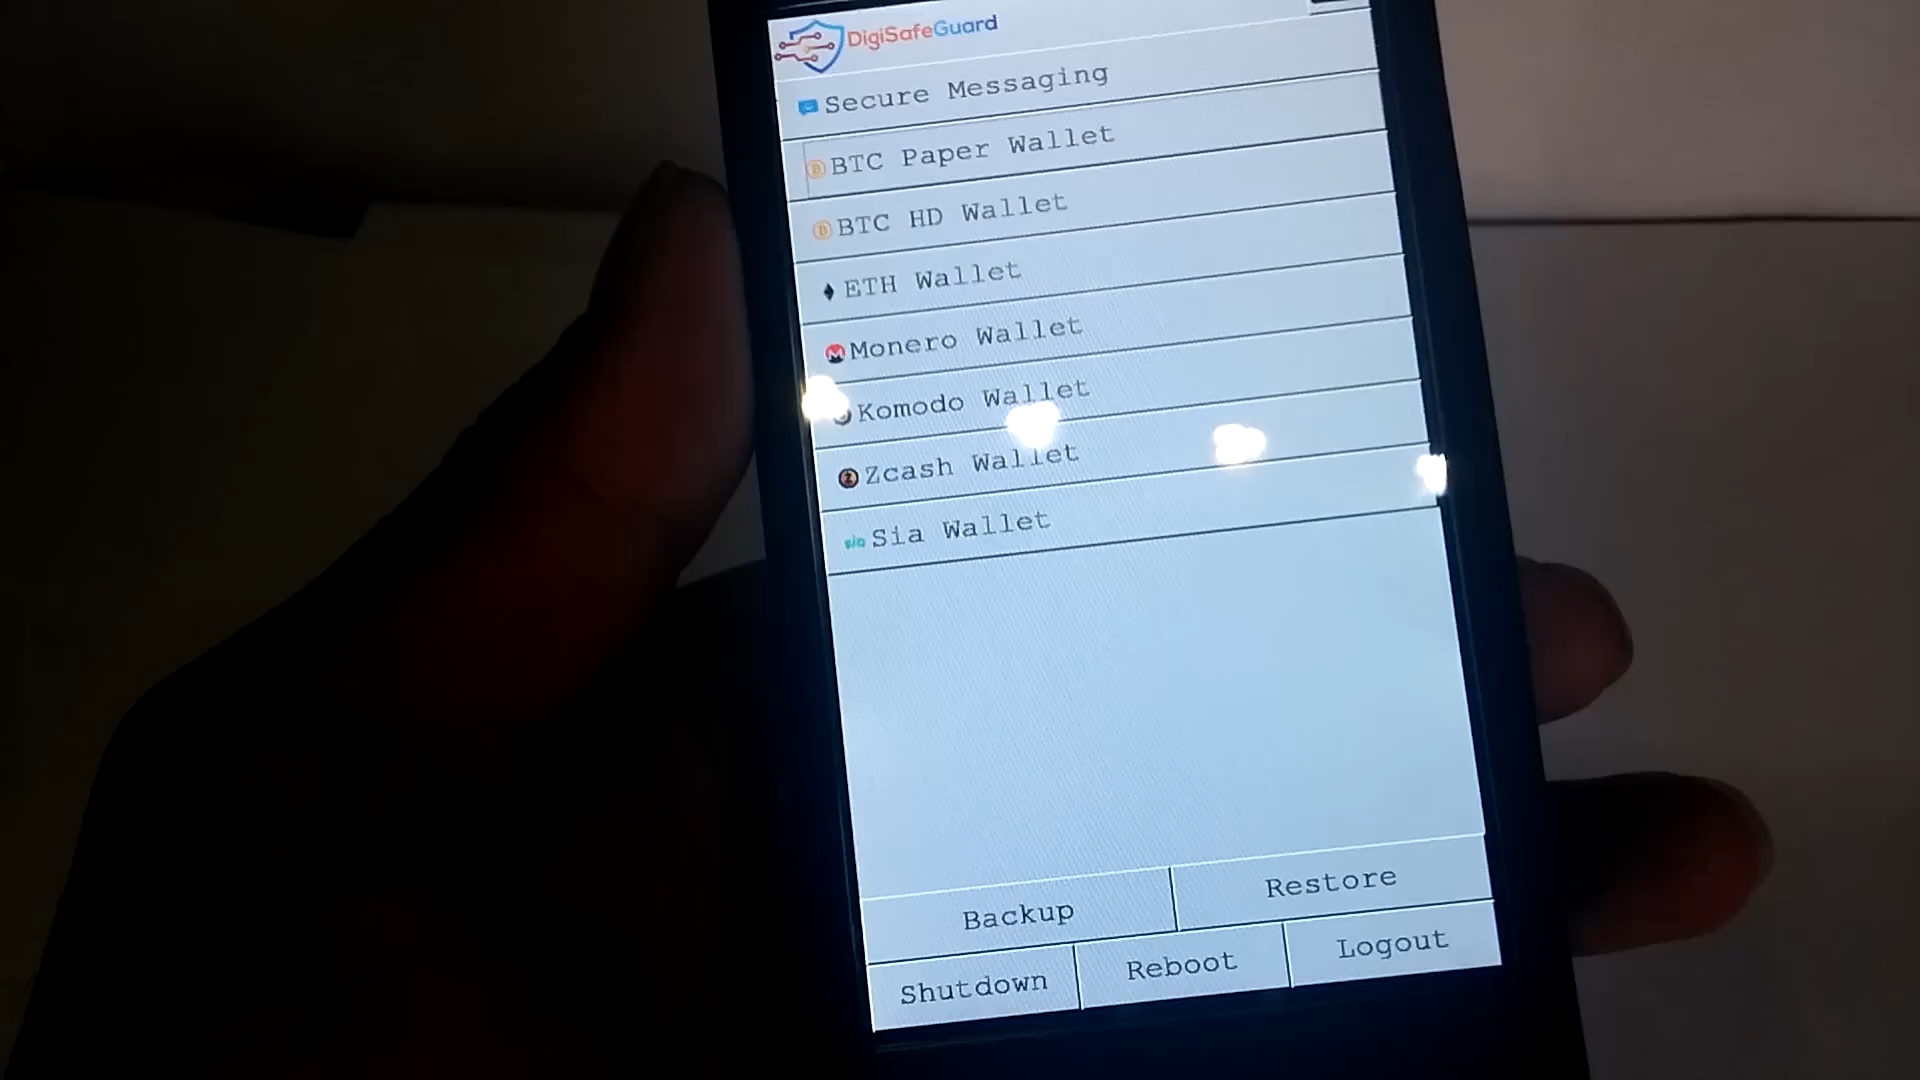 DigiSafeGuard
Secure Messaging
BTC Paper Wallet
BTC HD Wallet
ETH Wallet
Monero Wallet
Komodo Wallet
Zcash Wallet
sia Sia Wallet
Backup Restore
Shutdown Reboot Logout